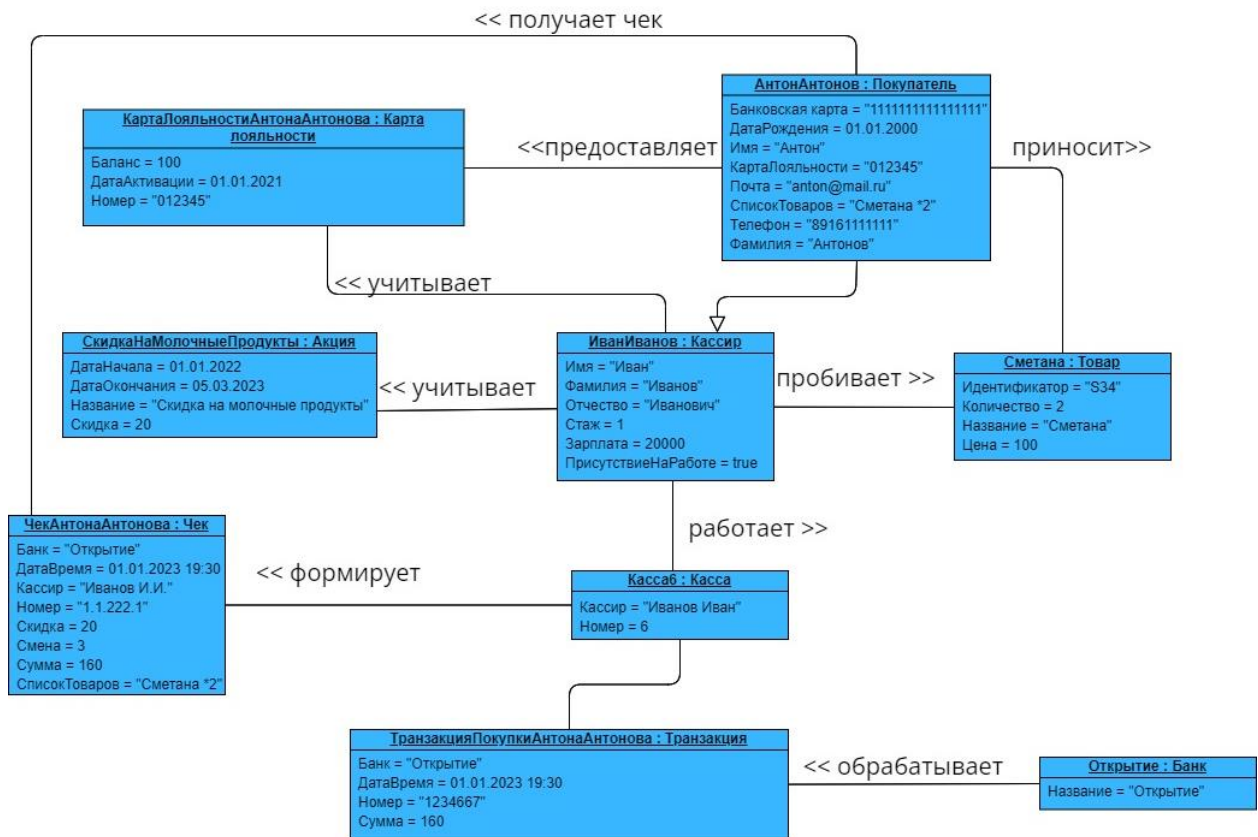 << получает чек
АнтонАнтонов : Покупатель
Банковская карта = "1111111111111111"
ДатаРождения = 01.01.2000
Имя = "Антон"
КартаЛояльности = "012345"
Почта = "anton@mail.ru"
СписокТоваров = "Сметана *2"
Телефон = "89161111111"
Фамилия = "Антонов"
КартаЛояльностиАнтонаАнтонова : Карта
лояльности
Баланс = 100
ДатаАктивации = 01.01.2021
Номер = "012345"
<<предоставляет
приносит>>
<< учитывает
СкидкаНаМолочныеПродукты : Акция
ДатаНачала = 01.01.2022
ДатаОкончания = 05.03.2023
Название = "Скидка на молочные продукты"
Скидка = 20
<< учитывает
ИванИванов : Кассир
Имя = "Иван"
Фамилия = "Иванов"
Отчество = "Иванович"
Стаж = 1
Зарплата = 20000
ПрисутствиеНаРаботе = true
пробивает >>
Сметана : Товар
Идентификатор = "S34"
Количество = 2
Название = "Сметана"
Цена = 100
работает >>
ЧекАнтонаАнтонова : Чек
Банк = "Открытие"
ДатаВремя = 01.01.2023 19:30
Кассир = "Иванов И.И."
Номер = "1.1.222.1"
Скидка = 20
Смена = 3
Сумма = 160
СписокТоваров = "Сметана *2"
<< формирует
Касса6 : Касса
Кассир = "Иванов Иван"
Номер = 6
ТранзакцияПокупкиАнтонаАнтонова : Транзакция
Банк = "Открытие"
ДатаВремя = 01.01.2023 19:30
Номер = "1234667"
Сумма = 160
<< обрабатывает
Открытие : Банк
Название = "Открытие"